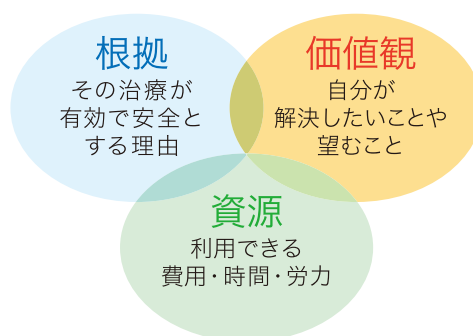 根拠
その治療が
有効で安全と
する理由
価値観
自分が
解決したいことや
望むこと
資源
利用できる
費用・時間・労力